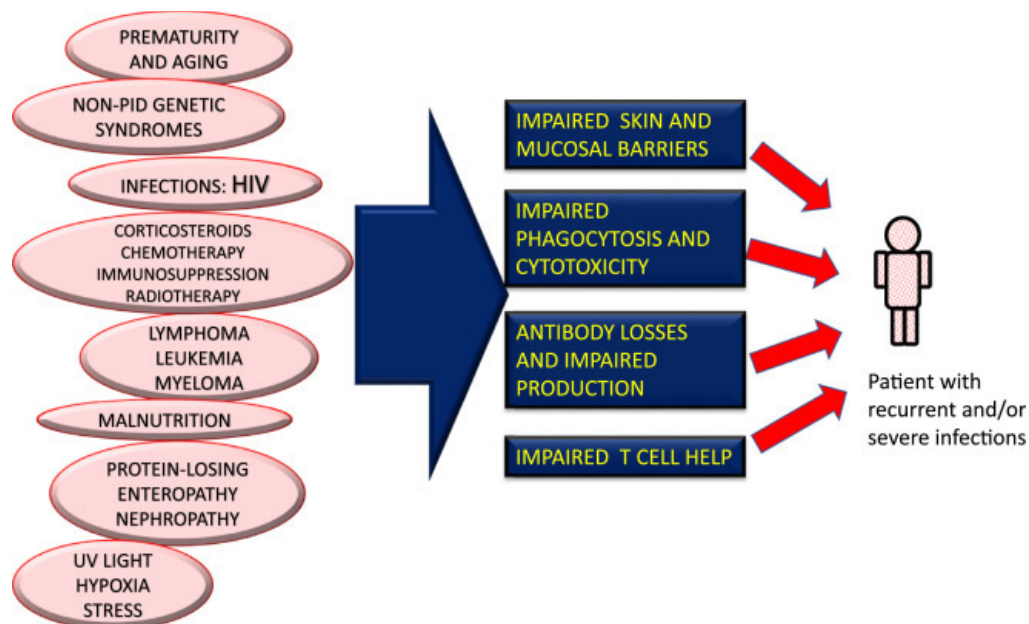 PREMATURITY
AND AGING
NON-PID GENETIC
SYNDROMES
INFECTIONS: HIV
CORTICOSTEROIDS
CHEMOTHERAPY
IMMUNOSUPPRESSION
RADIOTHERAPY
LYMPHOMA
LEUKEMIA
MYELOMA
MALNUTRITION
PROTEIN-LOSING
ENTEROPATHY
NEPHROPATHY
UV LIGHT
HYPOXIA
STRESS
IMPAIRED SKIN AND
MUCOSAL BARRIERS
IMPAIRED
PHAGOCYTOSIS AND
CYTOTOXICITY
ANTIBODY LOSSES
AND IMPAIRED
PRODUCTION
IMPAIRED T CELL HELP
Patient with
recurrent and/or
severe infections